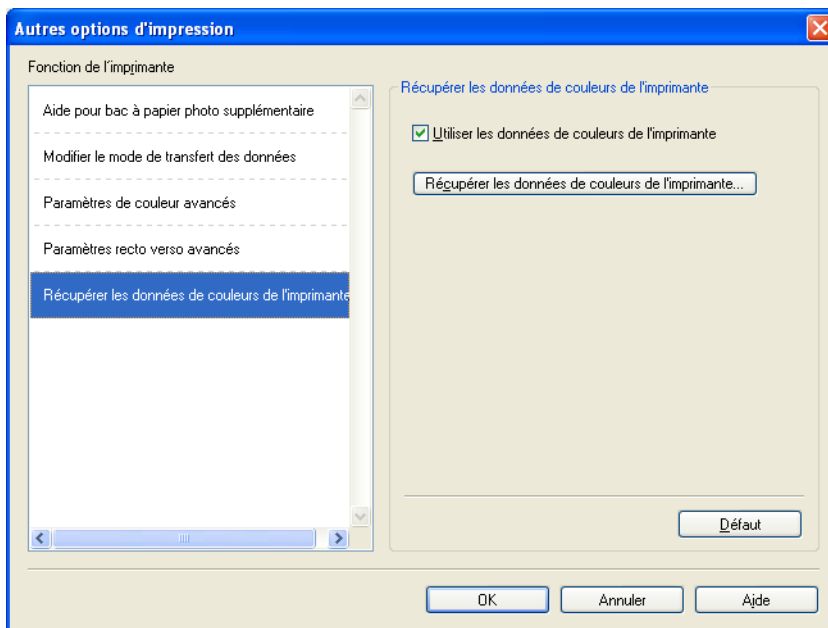 Autres options d'impression
Fonction de l'imprimante
Aide pour bac à papier photo supplémentaire
Modifier le mode de transfert des données
Paramètres de couleur avancés
Paramètres recto verso avancés
Récupérer les données de couleurs de l'imprimante
Récupérer les données de couleurs de l'imprimante
Utiliser les données de couleurs de l'imprimante
Récupérer les données de couleurs de l'imprimante...
Défaut
OK
Annuler
Aide